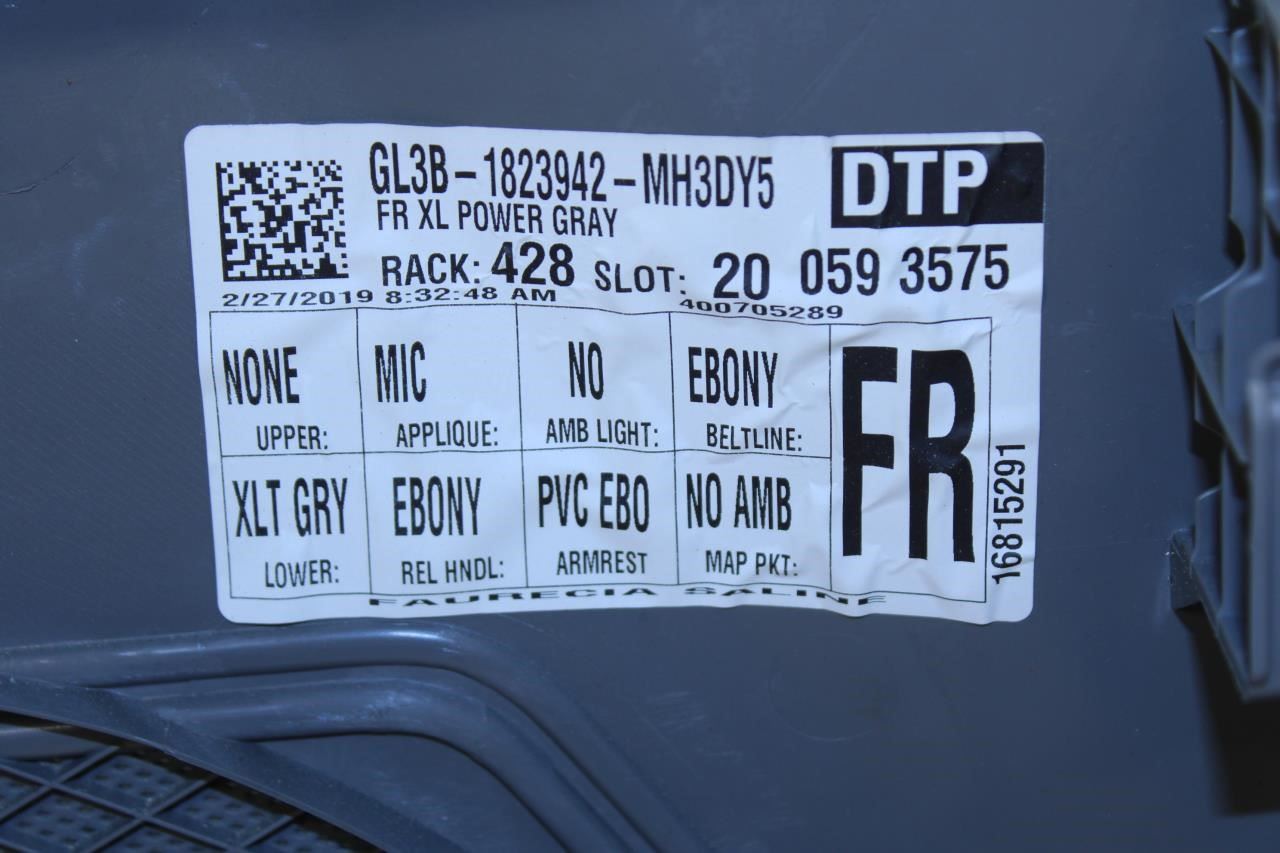 GL3B-1823942-MH3DY5
DTP
FR XL POWER GRAY
RACK: 428 SLOT: 20 059 3575
2/27/2019 8:32:48 AM 400705289
NONE MIC NO EBONY
UPPER: APPLIQUE: AMB LIGHT: BELTLINE:
FR
XLT GRY EBONY PVC EBO NO AMB
LOWER: REL HNDL: ARMREST MAP PKT:
16815291
FAURECIA SALINE